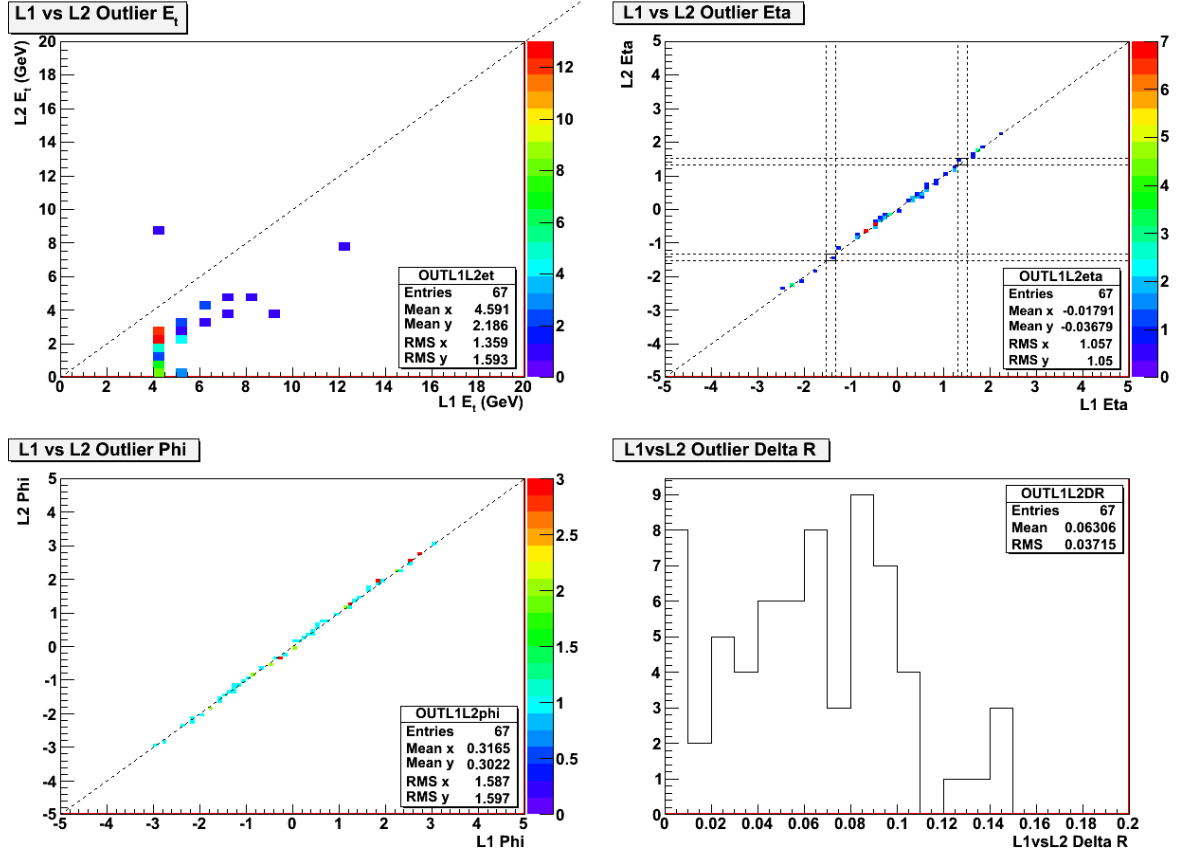 L1 vs L2 Outlier Et
L2 Et (GeV)
20
18
16
14
12
10
8
6
4
2
0
0 2 4 6 8 10 12 14 16 18 20
L1 Et (GeV)
12
10
8
6
4
2
0
OUTL1L2et
Entries 67
Mean x 4.591
Mean y 2.186
RMS x 1.359
RMS y 1.593
L1 vs L2 Outlier Eta
L2 Eta
5
4
3
2
1
0
-1
-2
-3
-4
-5
-5 -4 -3 -2 -1 0 1 2 3 4 5
L1 Eta
7
6
5
4
3
2
1
0
OUTL1L2eta
Entries 67
Mean x -0.01791
Mean y -0.03679
RMS x 1.057
RMS y 1.05
L1 vs L2 Outlier Phi
L2 Phi
5
4
3
2
1
0
-1
-2
-3
-4
-5
-5 -4 -3 -2 -1 0 1 2 3 4 5
L1 Phi
3
2.5
2
1.5
1
0.5
0
OUTL1L2phi
Entries 67
Mean x 0.3165
Mean y 0.3022
RMS x 1.587
RMS y 1.597
L1vsL2 Outlier Delta R
9
8
7
6
5
4
3
2
1
0
0 0.02 0.04 0.06 0.08 0.1 0.12 0.14 0.16 0.18 0.2
L1vsL2 Delta R
OUTL1L2DR
Entries 67
Mean 0.06306
RMS 0.03715